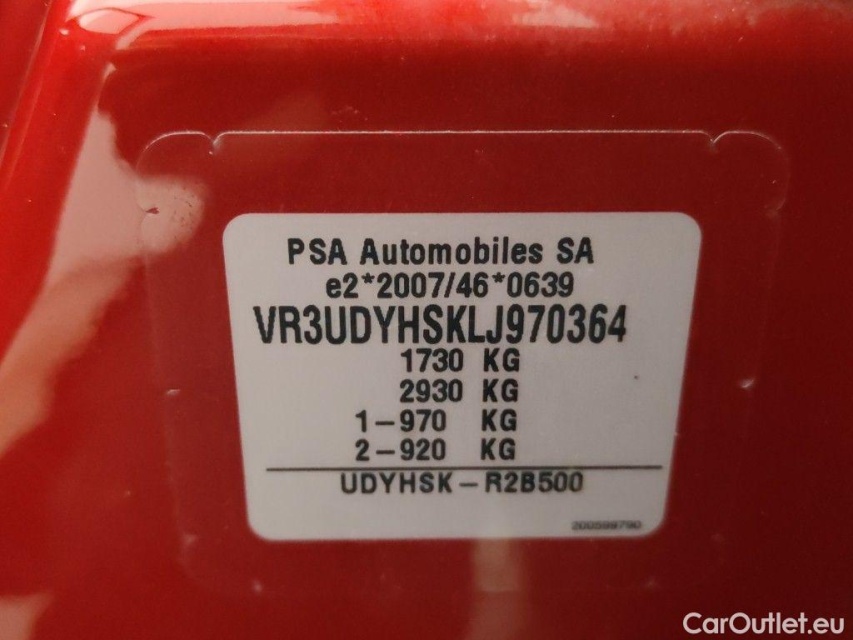 PSA Automobiles SA
e2*2007/46*0639
VR3UDYHSKLJ970364
1730 KG
2930 KG
1-970 KG
2-920 KG
UDYHSK-R2B500
CarOutlet.eu